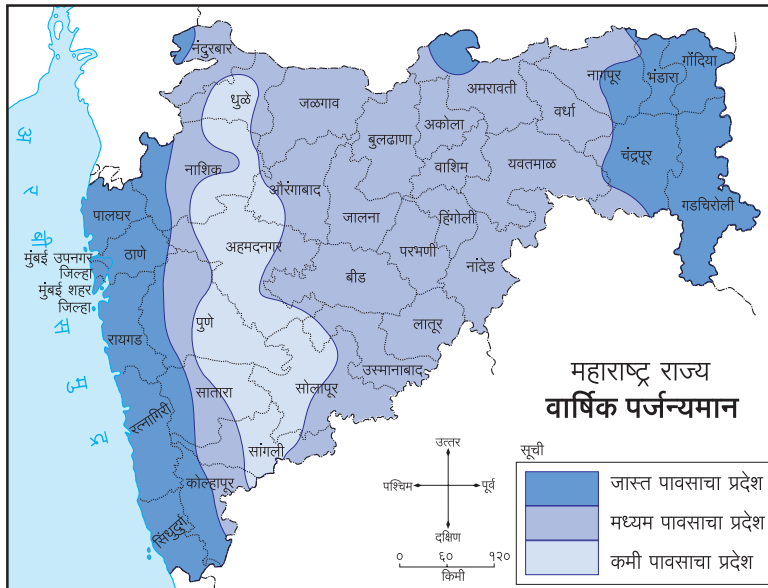 नंदुरबार
धुळे
जळगाव
बुलढाणा
अकोला
अमरावती
वर्धा
नागपूर
भंडारा
गोंदिया
वाशिम
यवतमाळ
चंद्रपूर
गडचिरोली
नाशिक
औरंगाबाद
जालना
हिंगोली
परभणी
नांदेड
अहमदनगर
बीड
लातूर
उस्मानाबाद
पालघर
ठाणे
मुंबई उपनगर
जिल्हा
मुंबई शहर
जिल्हा
रायगड
पुणे
सातारा
सोलापूर
रत्नागिरी
सांगली
कोल्हापूर
सिंधुदुर्ग
अरबी समुद्र
महाराष्ट्र राज्य
वार्षिक पर्जन्यमान
उत्तर
पश्चिम
पूर्व
दक्षिण
० ६० १२०
किमी
सूची
जास्त पावसाचा प्रदेश
मध्यम पावसाचा प्रदेश
कमी पावसाचा प्रदेश